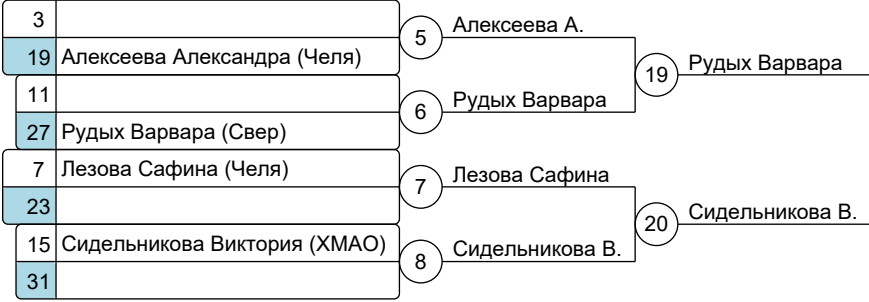 3
19 Алексеева Александра (Челя)
5 Алексеева А.
11
27 Рудых Варвара (Свер)
6 Рудых Варвара
19 Рудых Варвара
7 Лезова Сафина (Челя)
23
7 Лезова Сафина
15 Сидельникова Виктория (ХМАО)
31
8 Сидельникова В.
20 Сидельникова В.